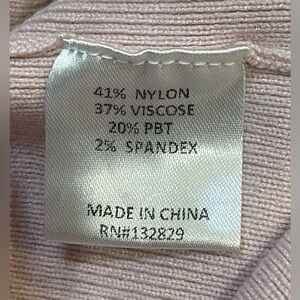 41% NYLON
37% VISCOSE
20% PBT
2% SPANDEX
MADE IN CHINA
RN#132829